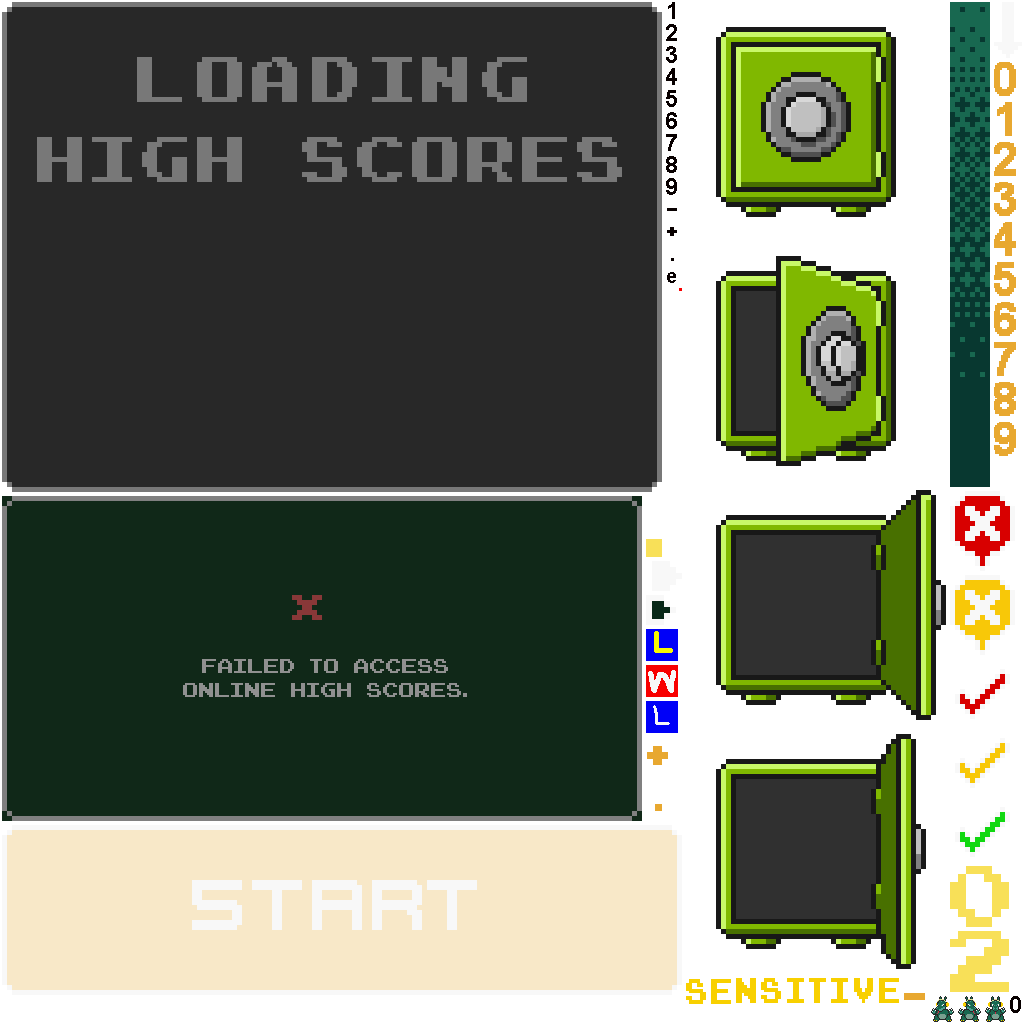 LOADING
HIGH SCORES
1
2
3
4
5
6
7
8
9
-
+
.
e
0
1
2
3
4
5
6
7
8
9
FAILED TO ACCESS
ONLINE HIGH SCORES.
L
W
L
START
0
2
SENSITIVE-
0